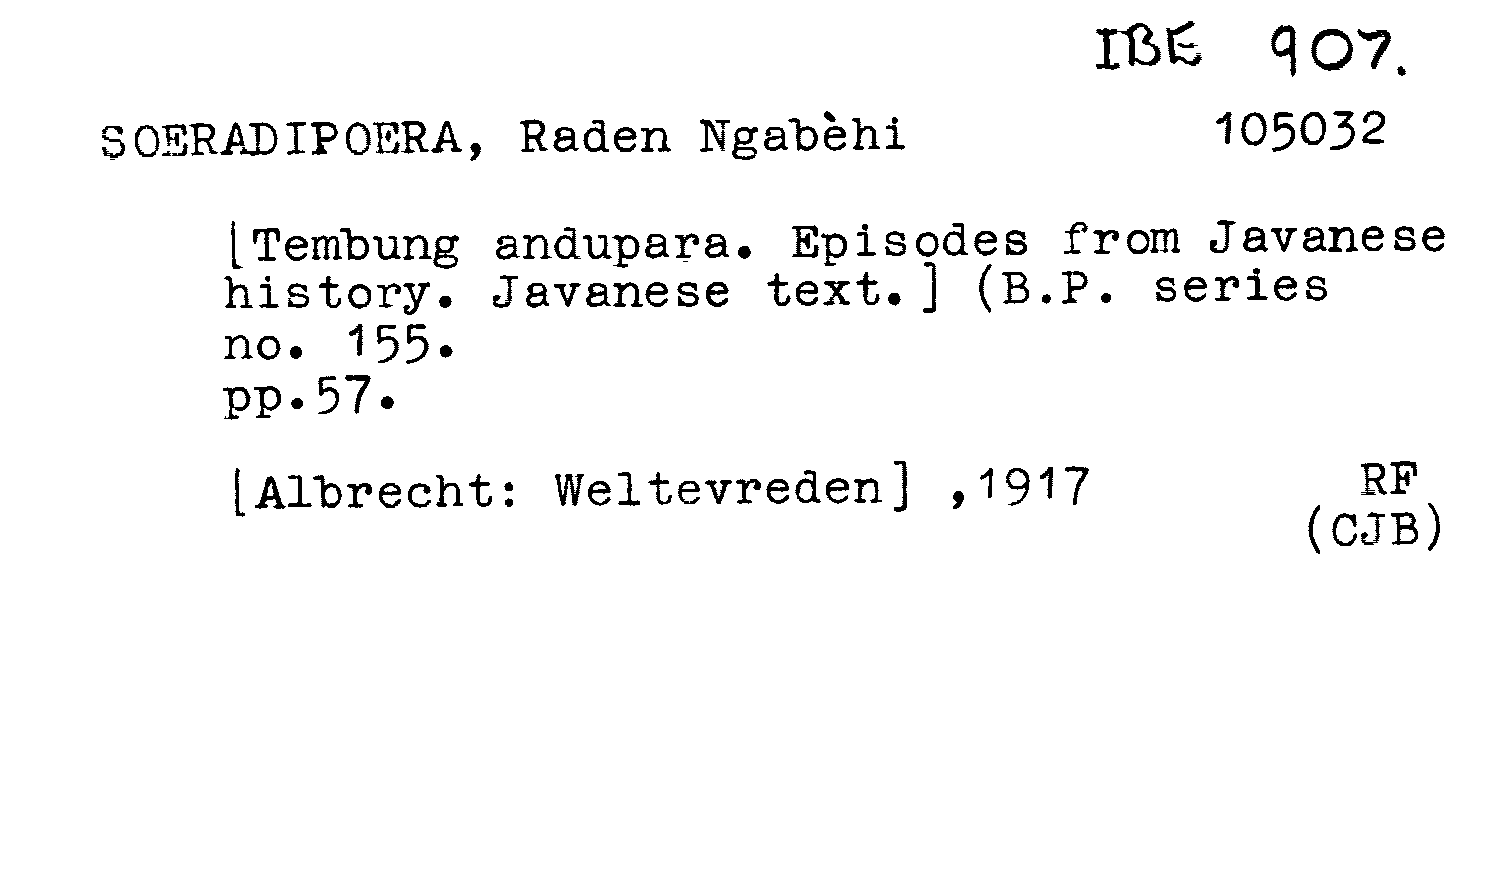 IBE 907.
SOERADIPOERA, Raden Ngabèhi 105032
[Tembung andupara. Episodes from Javanese
history. Javanese text.] (B.P. series
no. 155.
pp.57.
[Albrecht: Weltevreden] ,1917 RF
(CJB)